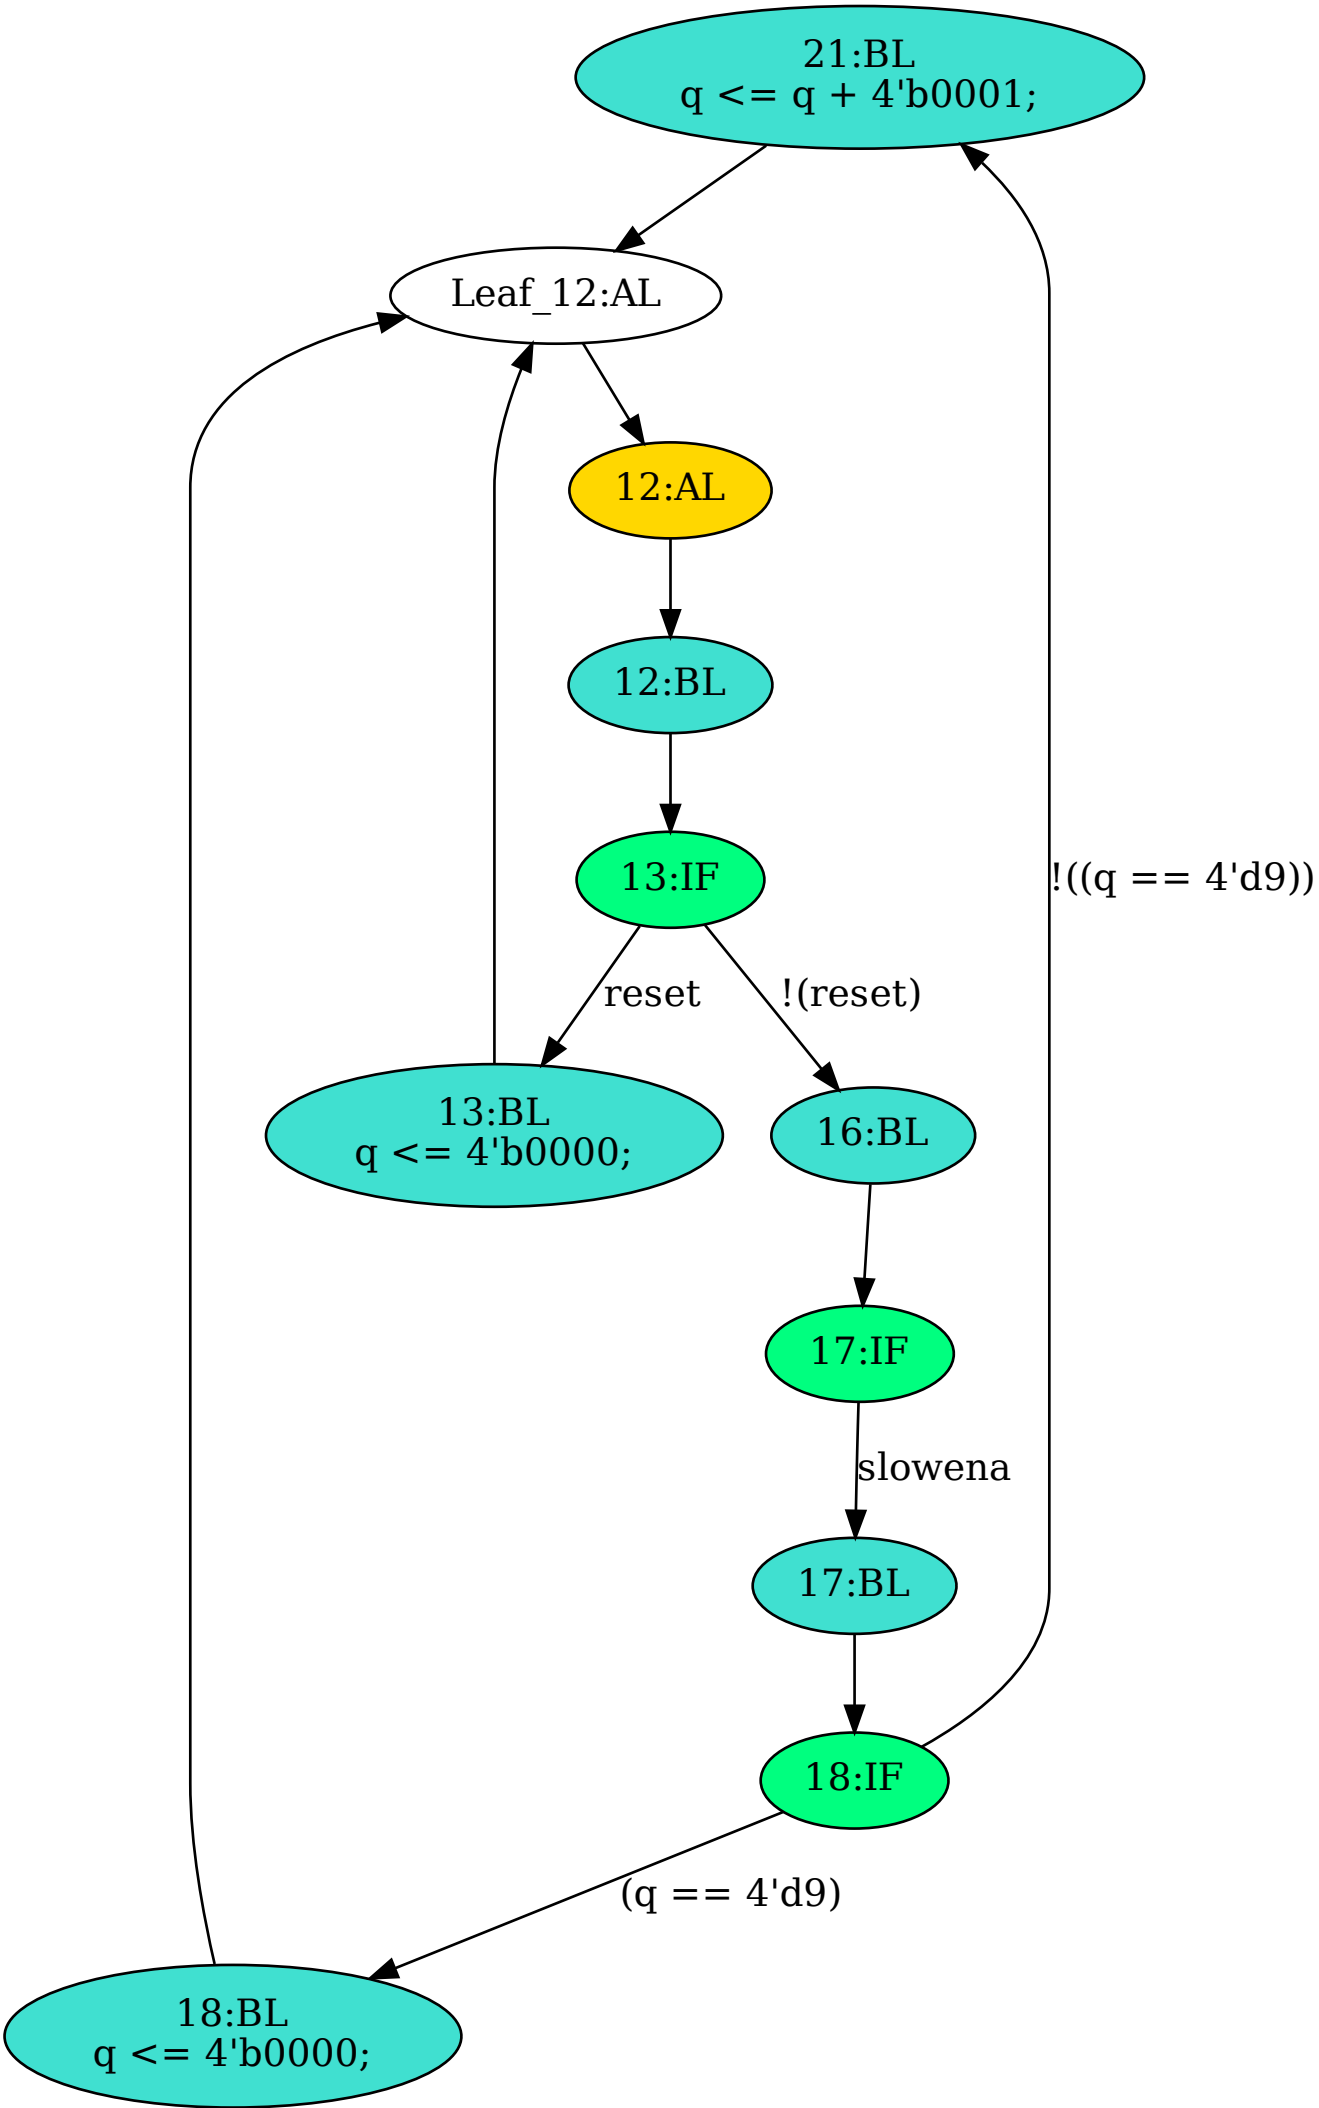 21:BL
q <= q + 4'b0001;
Leaf_12:AL
12:AL
12:BL
13:IF
!((q == 4'd9))
reset
!(reset)
13:BL
q <= 4'b0000;
16:BL
17:IF
slowena
17:BL
18:IF
(q == 4'd9)
18:BL
q <= 4'b0000;